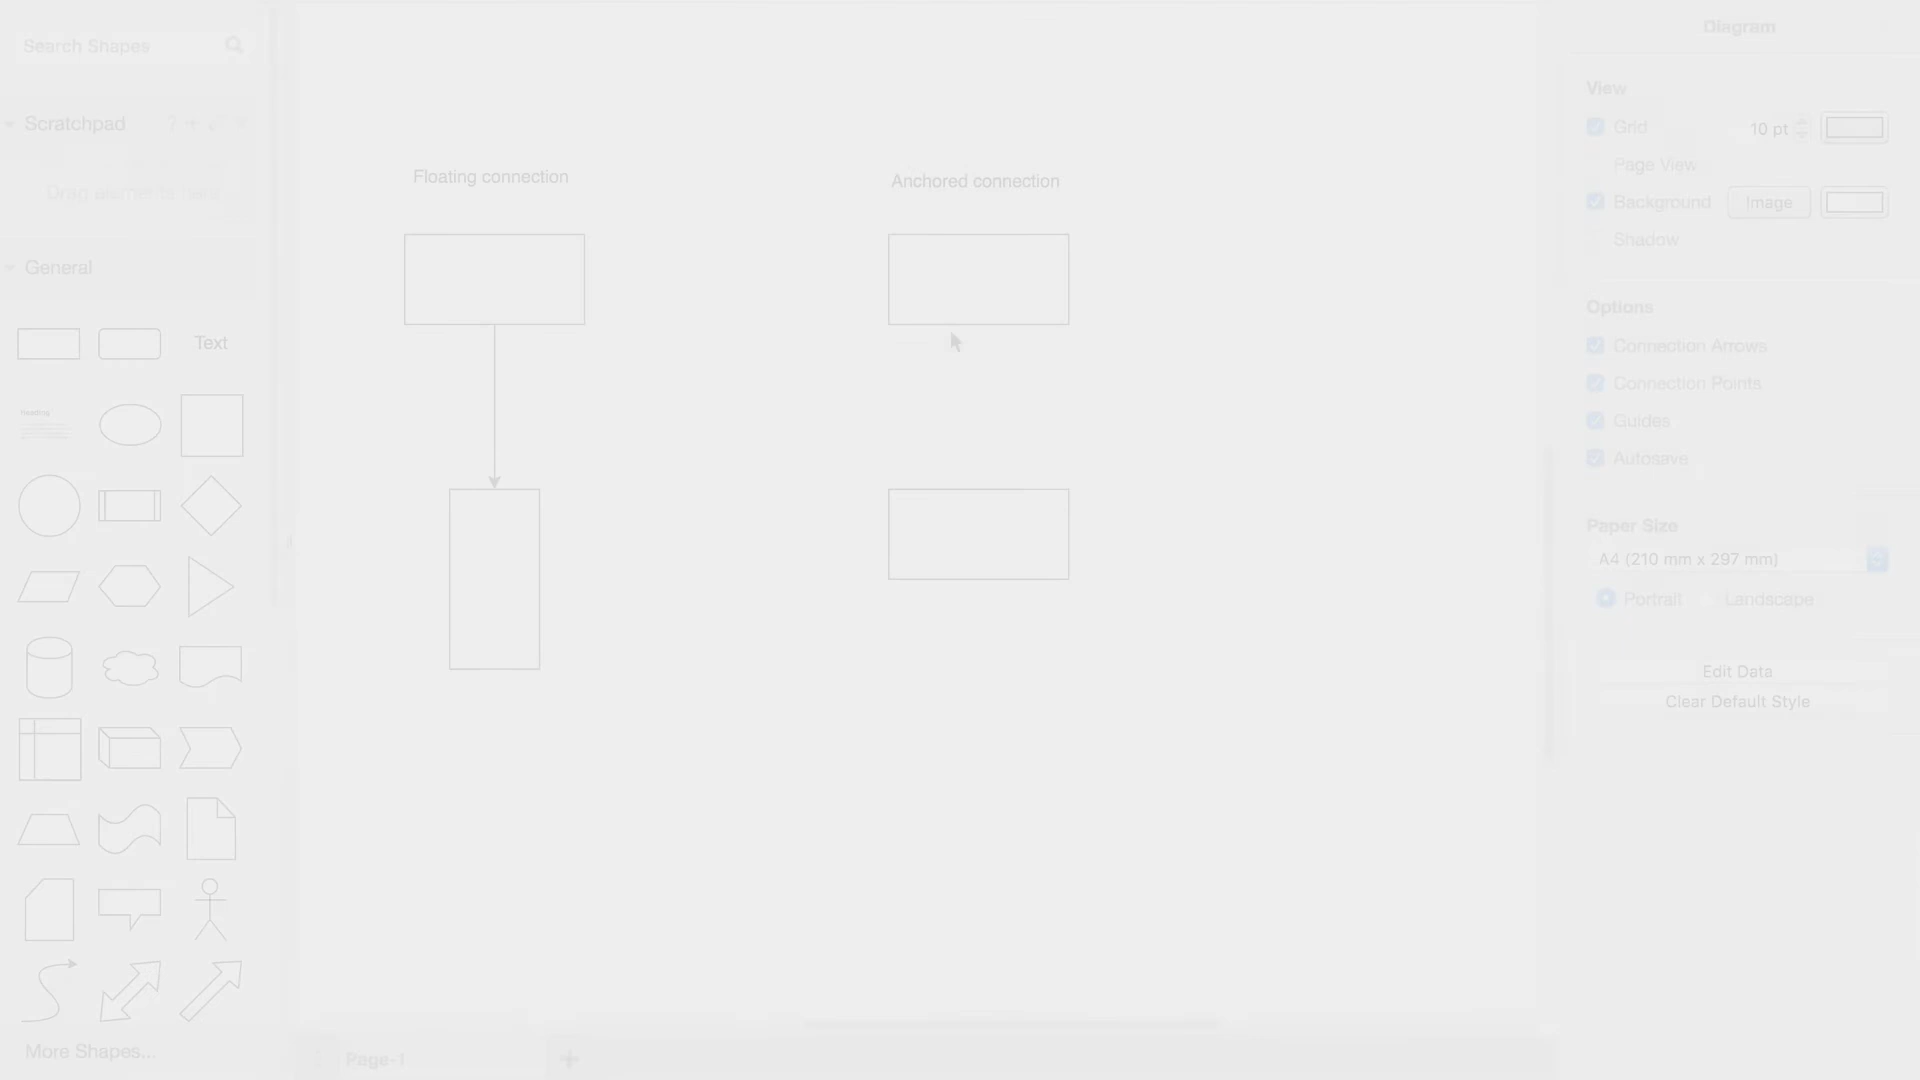 Search Shapes
Scratchpad
?
Drag elements here
General
Text
Heading
More Shapes...
Floating connection
Anchored connection
Page-1
Diagram
View
Grid
10 pt
Page View
Background
Image
Shadow
Options
Connection Arrows
Connection Points
Guides
Autosave
Paper Size
A4 (210 mm x 297 mm)
Portrait
Landscape
Edit Data
Clear Default Style